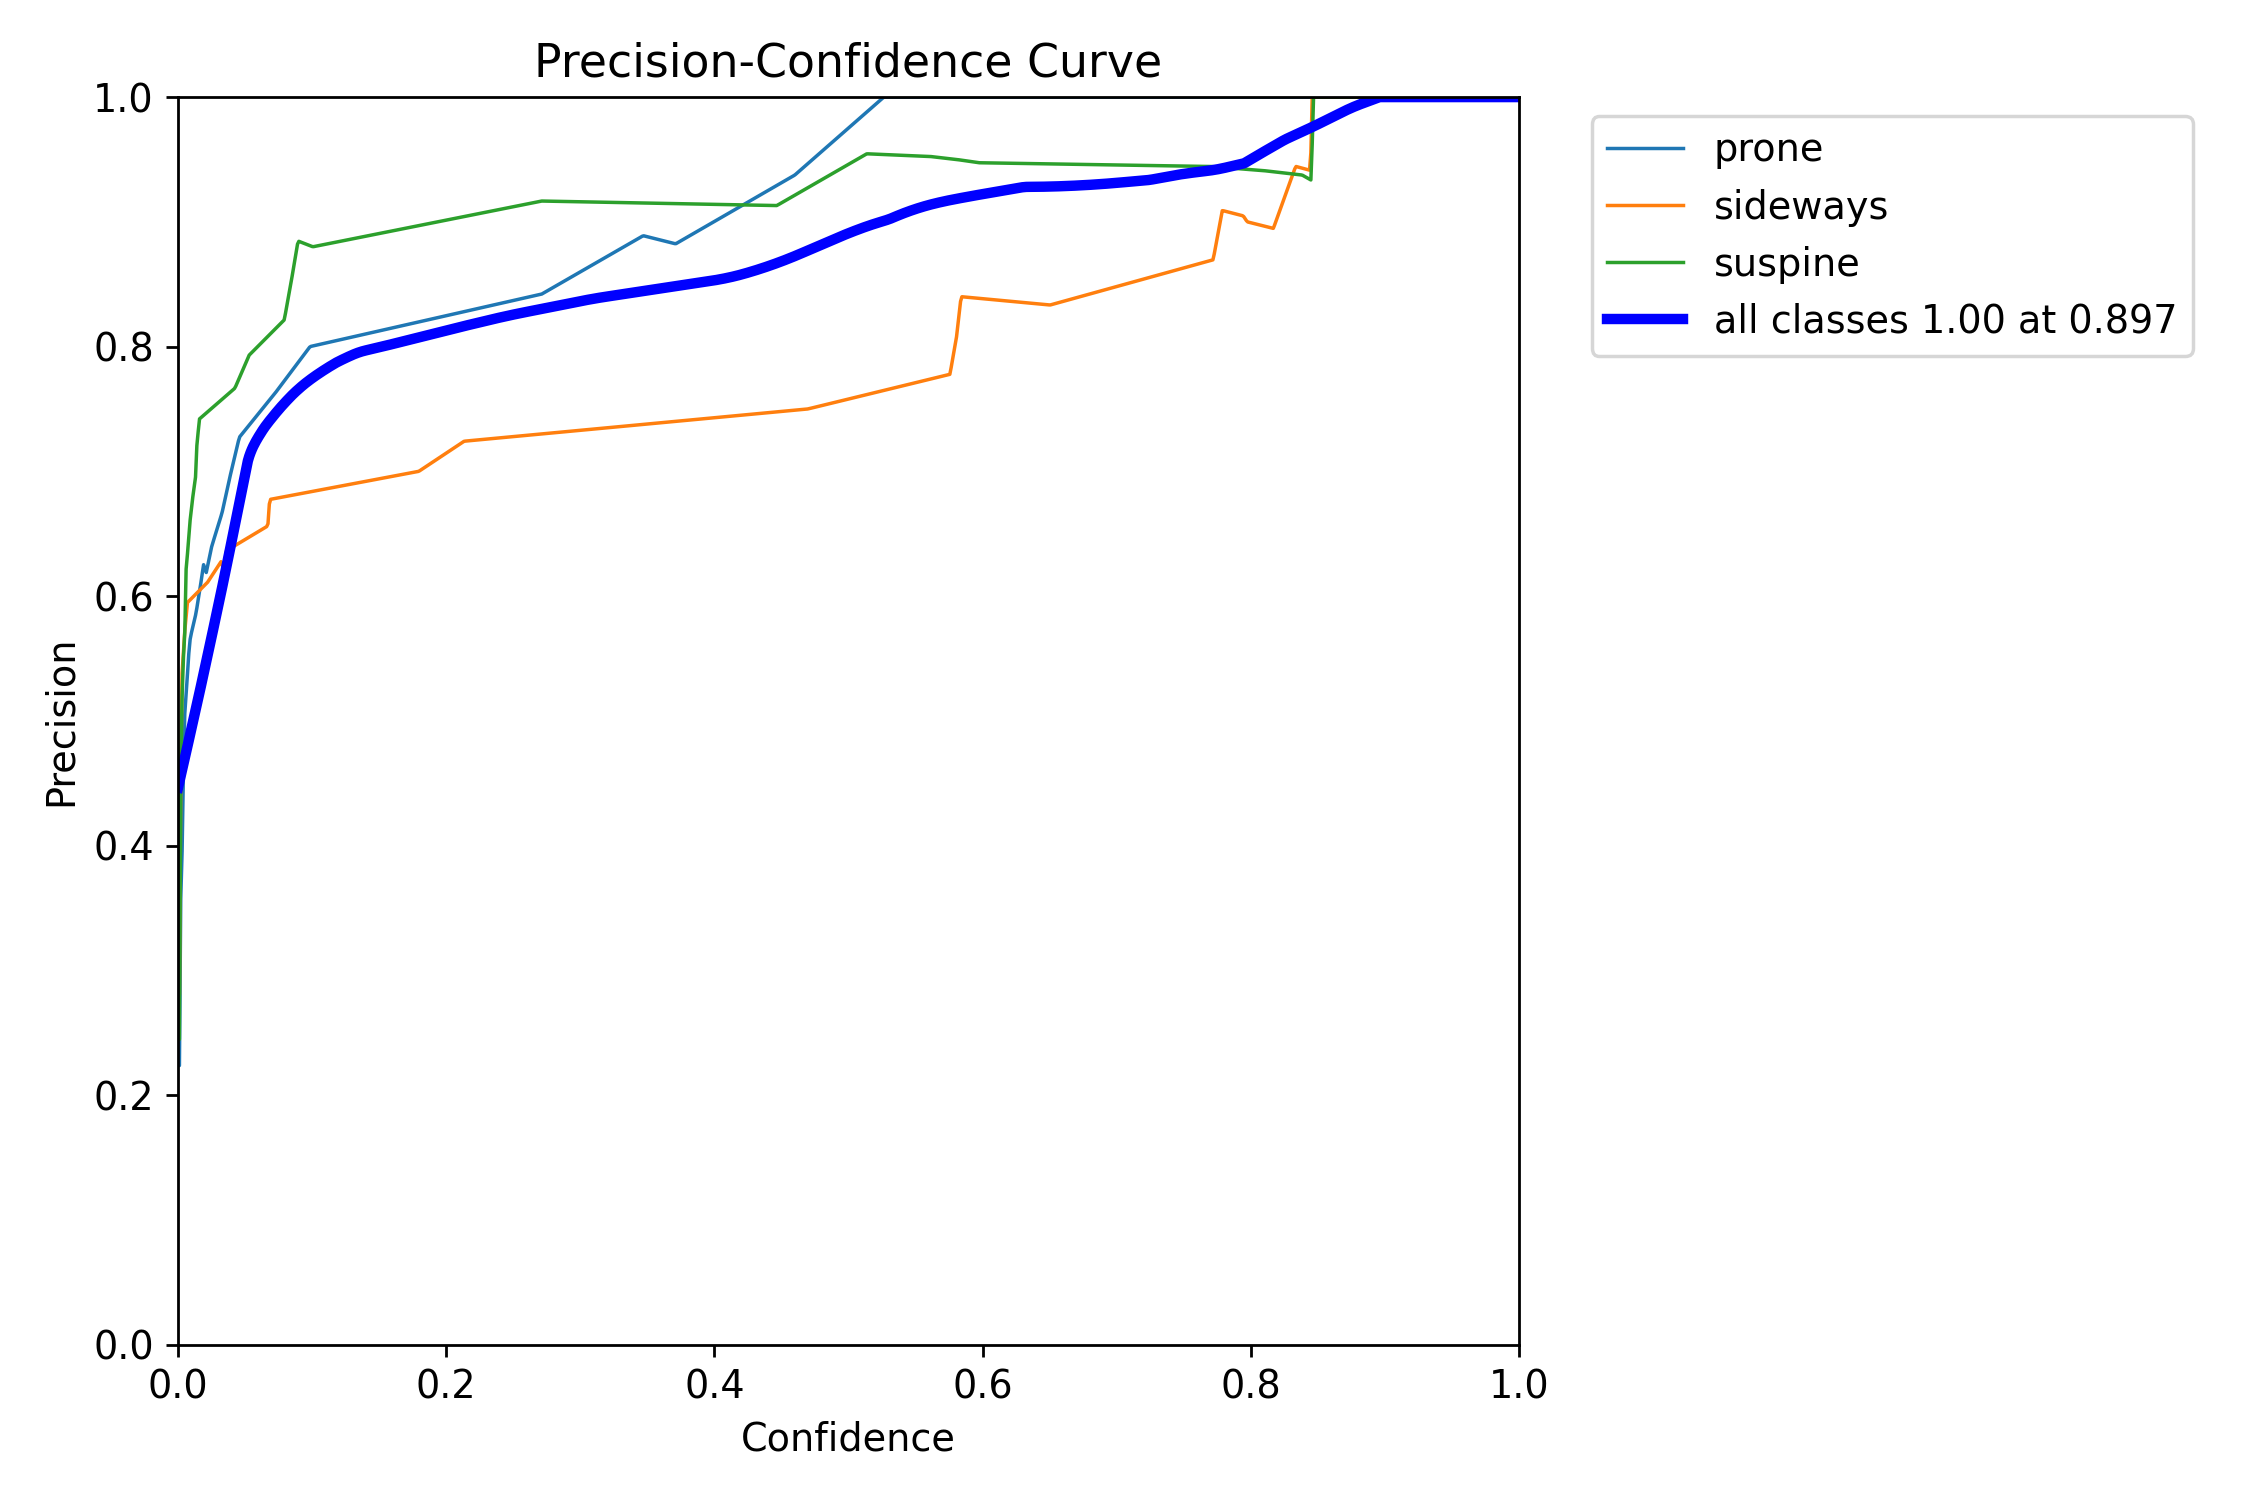 Precision-Confidence Curve
1.0
0.8
0.6
0.4
0.2
0.0
Precision
0.0 0.2 0.4 0.6 0.8 1.0
Confidence
prone
sideways
suspine
all classes 1.00 at 0.897